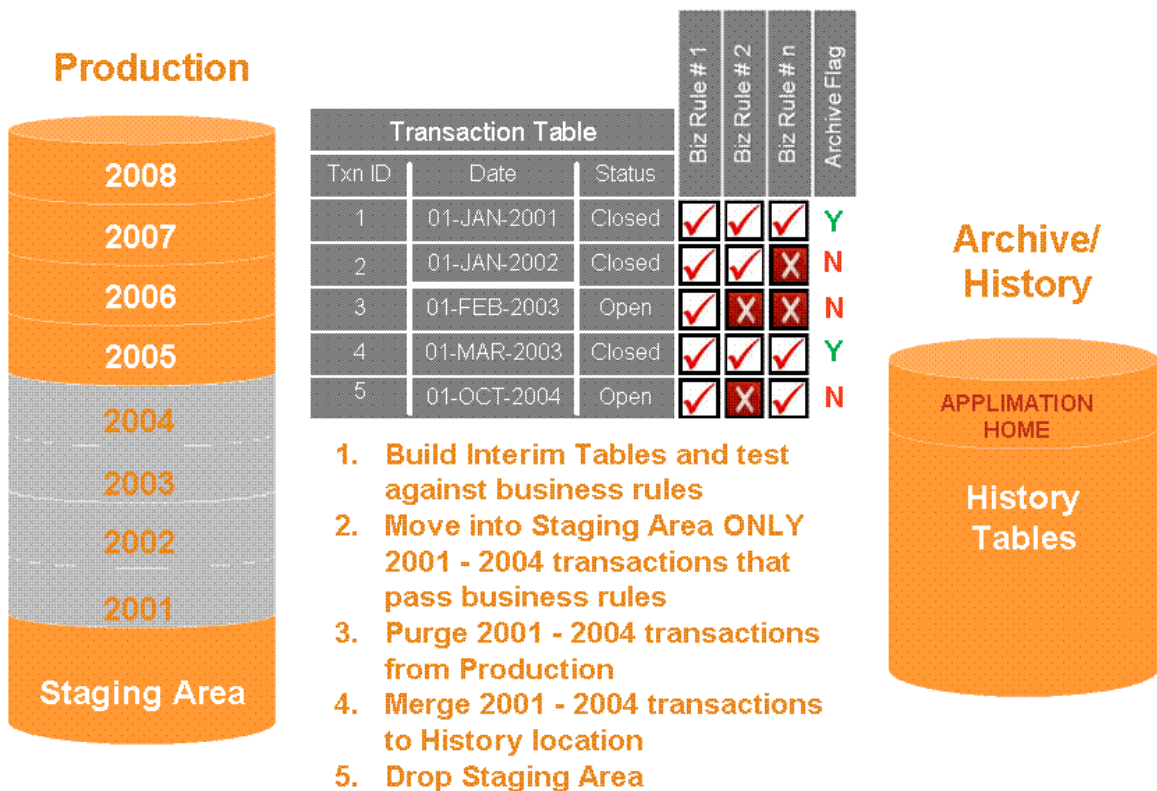 Production
2008
2007
2006
2005
2004
2003
2002
2001
Staging Area
Transaction Table
Biz Rule # 1
Biz Rule # 2
Biz Rule # n
Archive Flag
Txn ID Date Status
1 01-JAN-2001 Closed Y
2 01-JAN-2002 Closed N
3 01-FEB-2003 Open N
4 01-MAR-2003 Closed Y
5 01-OCT-2004 Open N
1. Build Interim Tables and test
against business rules
2. Move into Staging Area ONLY
2001 - 2004 transactions that
pass business rules
3. Purge 2001 - 2004 transactions
from Production
4. Merge 2001 - 2004 transactions
to History location
5. Drop Staging Area
Archive/
History
APPLIMATION
HOME
History
Tables